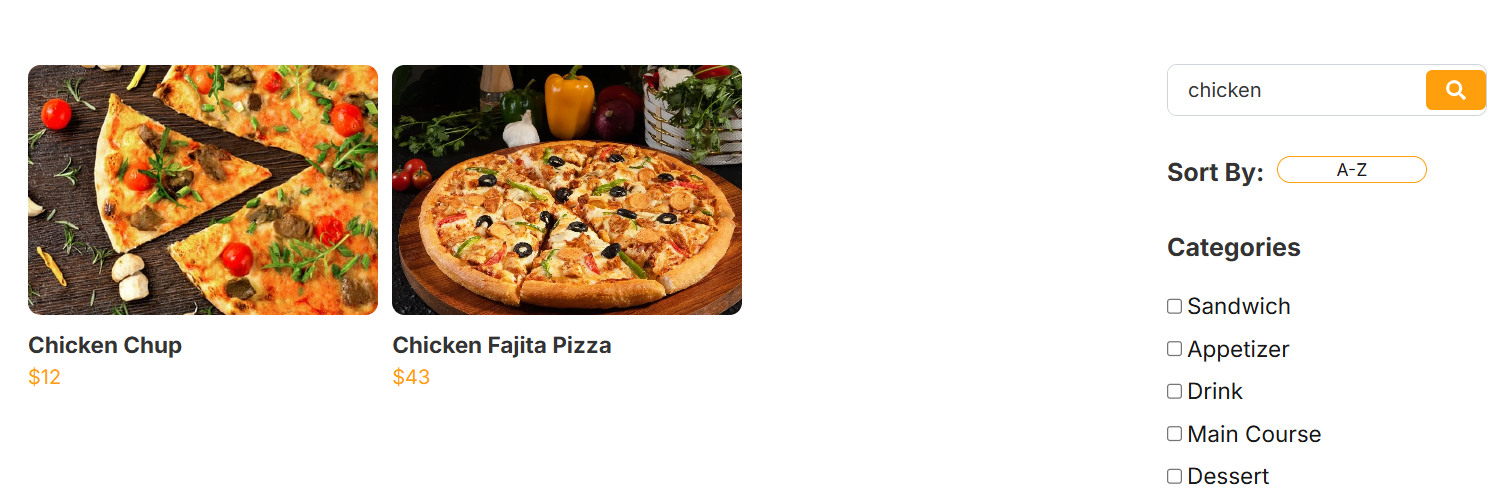 Chicken Chup
$12
Chicken Fajita Pizza
$43
chicken
Sort By:
A-Z
Categories
Sandwich
Appetizer
Drink
Main Course
Dessert